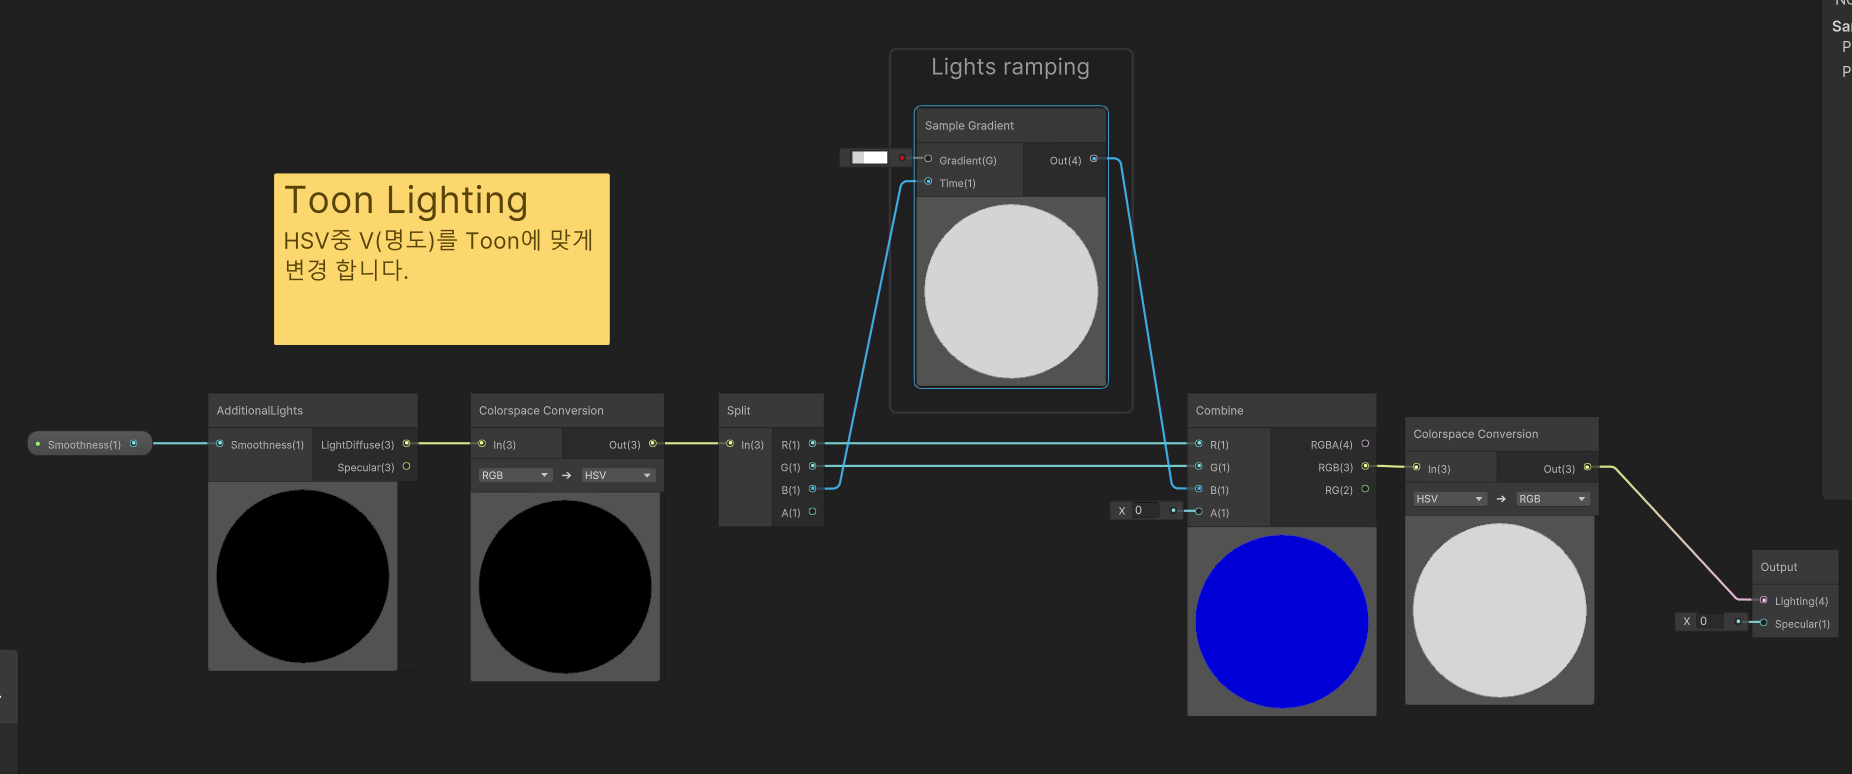 Lights ramping
Sample Gradient
Gradient(G)
Out(4)
Time(1)
Toon Lighting
HSV중 V(명도)를 Toon에 맞게
변경 합니다.
Smoothness(1)
AdditionalLights
Smoothness(1)
LightDiffuse(3)
Specular(3)
Colorspace Conversion
In(3)
Out(3)
RGB
HSV
Split
In(3)
R(1)
G(1)
B(1)
A(1)
X 0
Combine
R(1)
G(1)
B(1)
A(1)
RGBA(4)
RGB(3)
RG(2)
Colorspace Conversion
In(3)
Out(3)
HSV
RGB
X 0
Output
Lighting(4)
Specular(1)